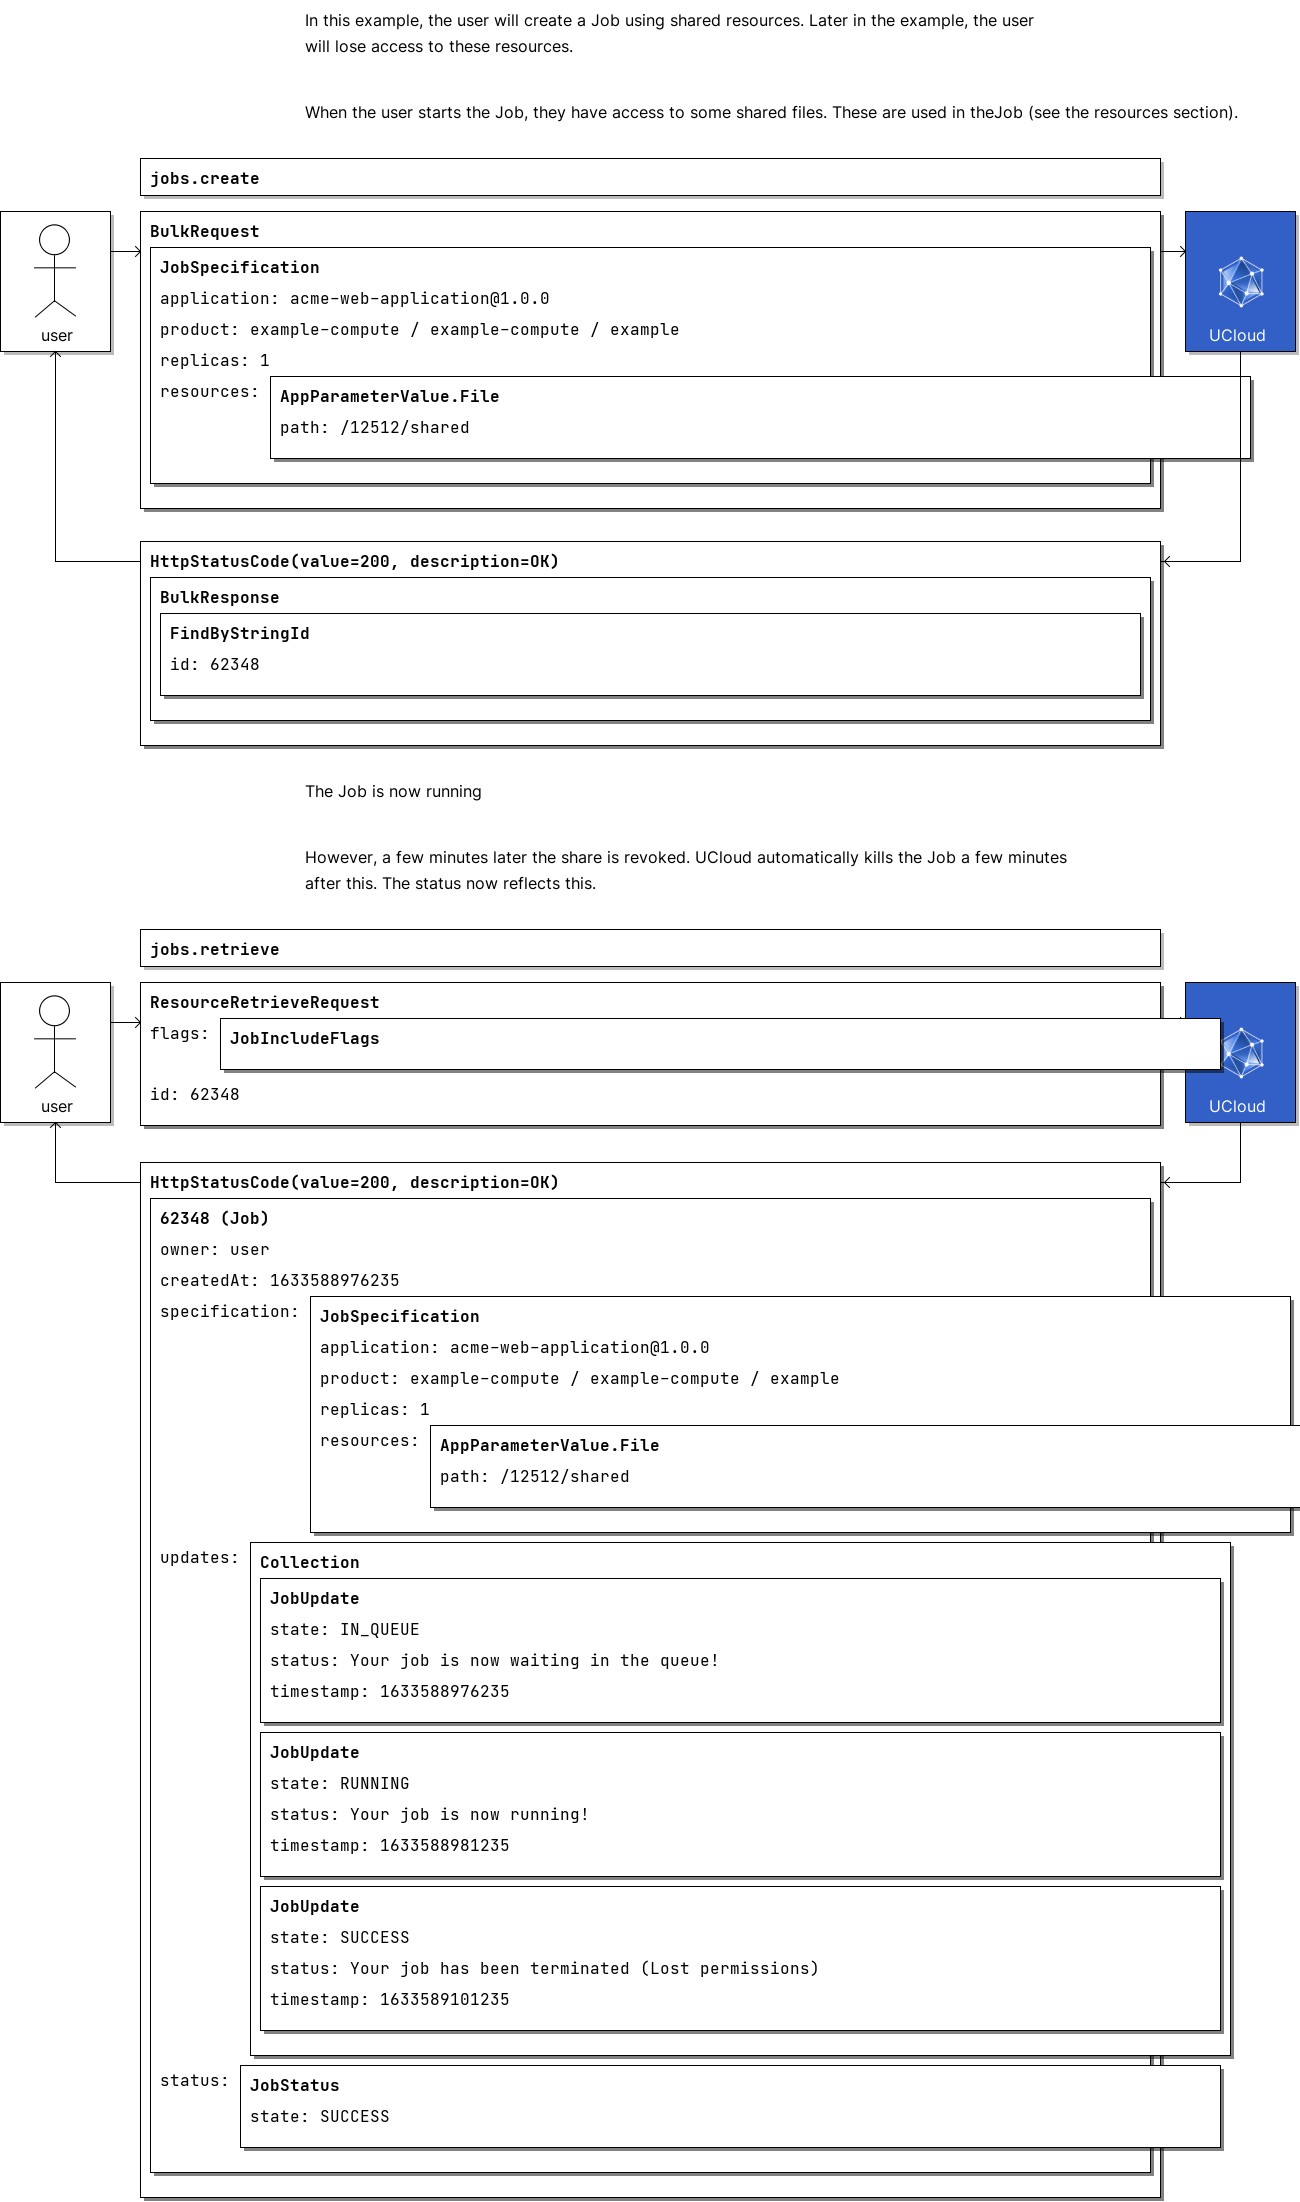 In this example, the user will create a Job using shared resources. Later in the example, the user
will lose access to these resources.
When the user starts the Job, they have access to some shared files. These are used in theJob (see the resources section).
jobs.create
BulkRequest
JobSpecification
application: acme-web-application@1.0.0
product: example-compute / example-compute / example
replicas: 1
resources:
AppParameterValue.File
path: /12512/shared
user
UCloud
HttpStatusCode(value=200, description=OK)
BulkResponse
FindByStringId
id: 62348
The Job is now running
However, a few minutes later the share is revoked. UCloud automatically kills the Job a few minutes
after this. The status now reflects this.
jobs.retrieve
ResourceRetrieveRequest
flags:
JobIncludeFlags
id: 62348
user
UCloud
HttpStatusCode(value=200, description=OK)
62348 (Job)
owner: user
createdAt: 1633588976235
specification:
JobSpecification
application: acme-web-application@1.0.0
product: example-compute / example-compute / example
replicas: 1
resources:
AppParameterValue.File
path: /12512/shared
updates:
Collection
JobUpdate
state: IN_QUEUE
status: Your job is now waiting in the queue!
timestamp: 1633588976235
JobUpdate
state: RUNNING
status: Your job is now running!
timestamp: 1633588981235
JobUpdate
state: SUCCESS
status: Your job has been terminated (Lost permissions)
timestamp: 1633589101235
status:
JobStatus
state: SUCCESS